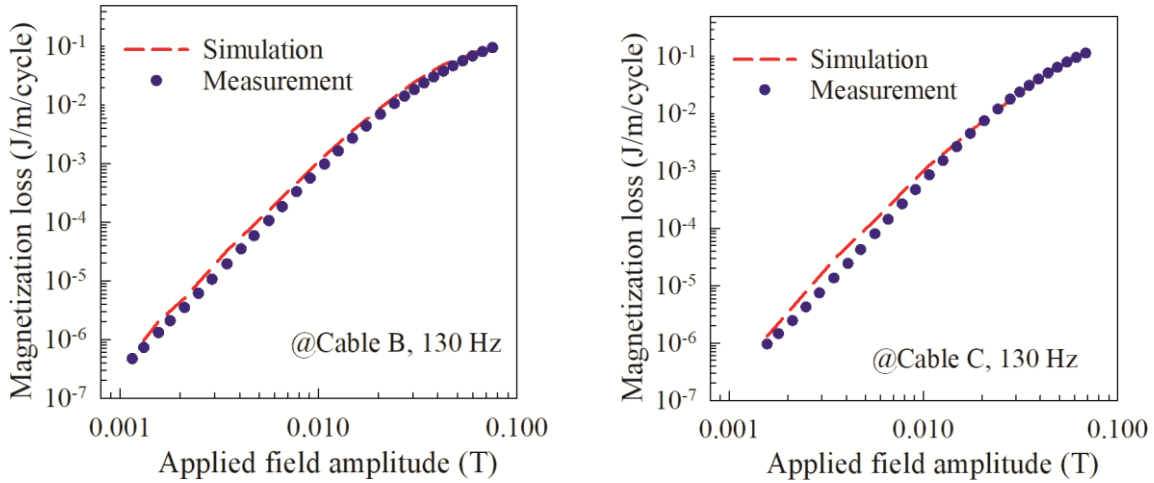 Magnetization loss (J/m/cycle)
10⁻¹
10⁻²
10⁻³
10⁻⁴
10⁻⁵
10⁻⁶
10⁻⁷
Simulation
Measurement
@Cable B, 130 Hz
0.001 0.010 0.100
Applied field amplitude (T)
Magnetization loss (J/m/cycle)
10⁻¹
10⁻²
10⁻³
10⁻⁴
10⁻⁵
10⁻⁶
10⁻⁷
Simulation
Measurement
@Cable C, 130 Hz
0.001 0.010 0.100
Applied field amplitude (T)